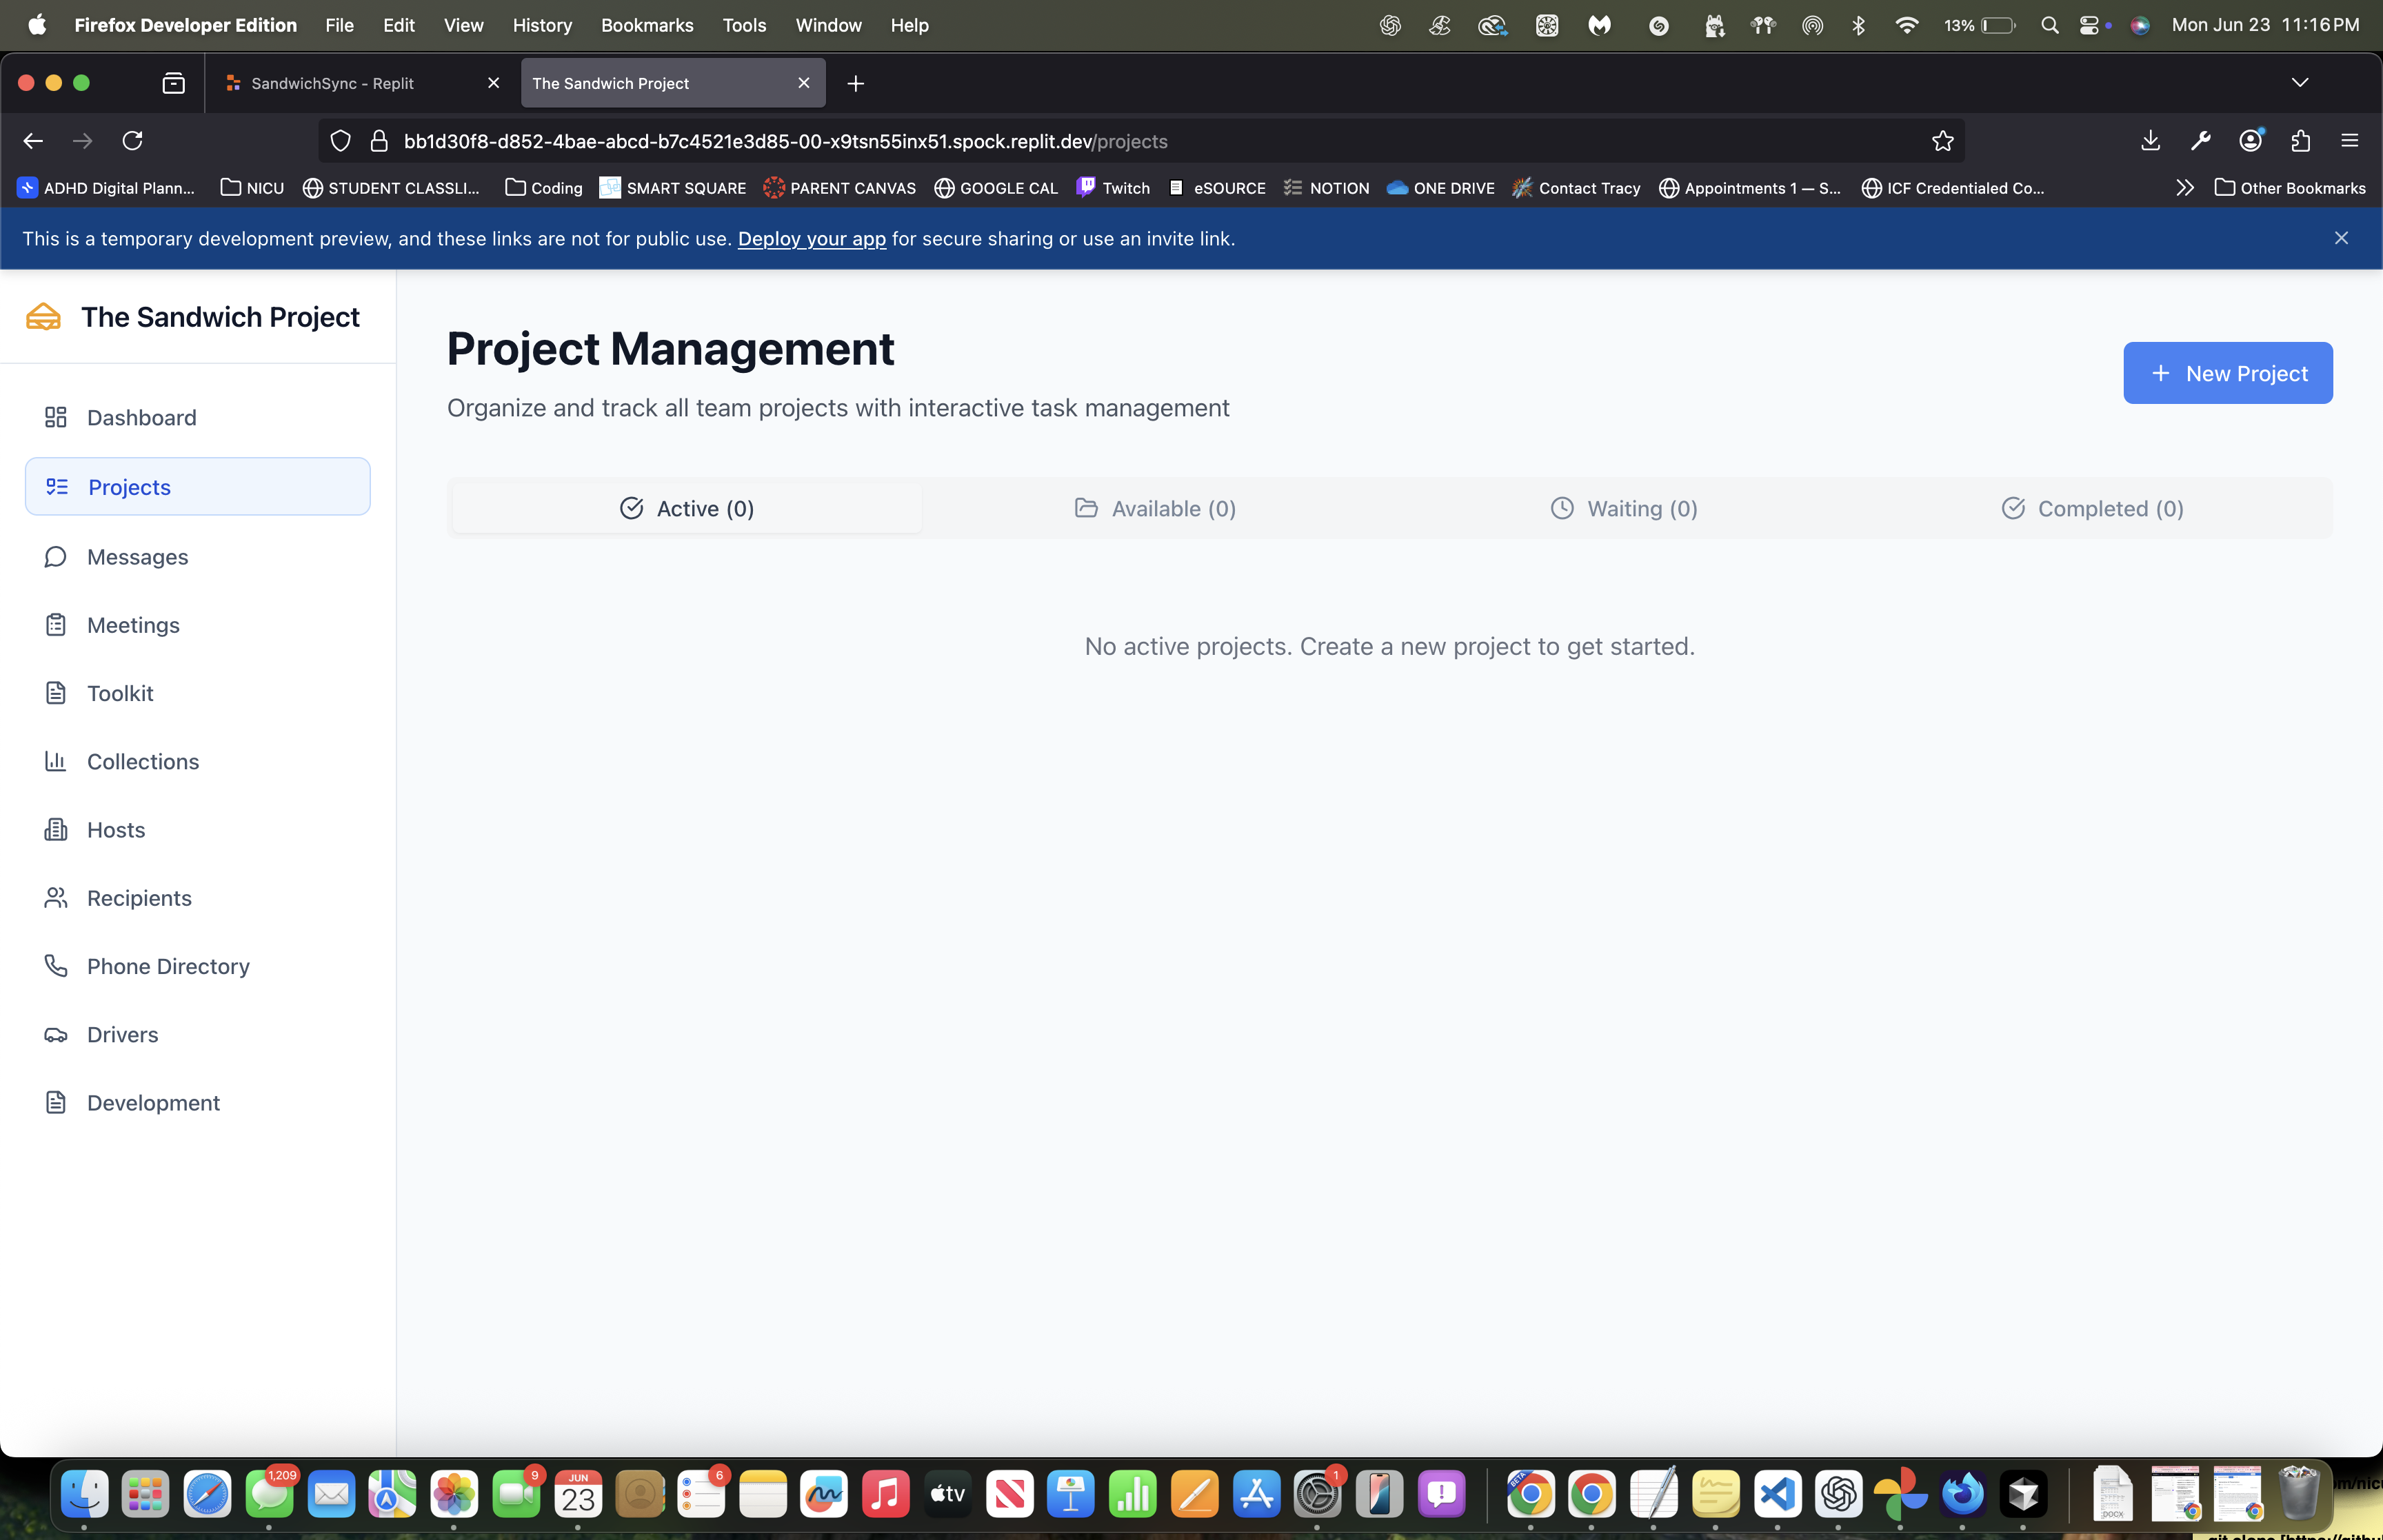 Firefox Developer Edition File Edit View History Bookmarks Tools Window Help 13% Mon Jun 23 11:16 PM
SandwichSync - Replit The Sandwich Project
bb1d30f8-d852-4bae-abcd-b7c4521e3d85-00-x9tsn55inx51.spock.replit.dev/projects
ADHD Digital Plann... NICU STUDENT CLASSLI... Coding SMART SQUARE PARENT CANVAS GOOGLE CAL Twitch eSOURCE NOTION ONE DRIVE Contact Tracy Appointments 1 — S... ICF Credentialed Co... Other Bookmarks
This is a temporary development preview, and these links are not for public use. Deploy your app for secure sharing or use an invite link.
The Sandwich Project
Dashboard
Projects
Messages
Meetings
Toolkit
Collections
Hosts
Recipients
Phone Directory
Drivers
Development
Project Management
Organize and track all team projects with interactive task management
+ New Project
Active (0) Available (0) Waiting (0) Completed (0)
No active projects. Create a new project to get started.
1,209 9 JUN 6 1
23 tv
BETA
DOCX